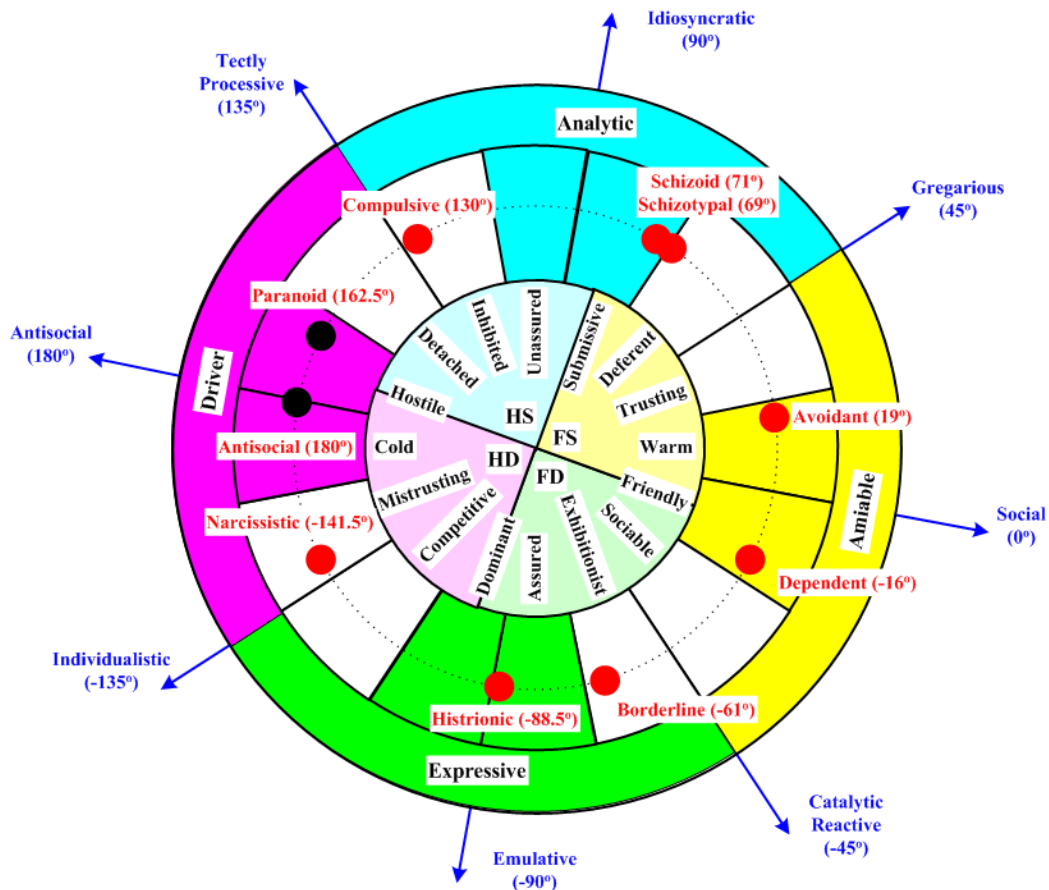 Idiosyncratic
(90°)
Tectly
Processive
(135°)
Analytic
Schizoid (71°)
Schizotypal (69°)
Gregarious
(45°)
Compulsive (130°)
Paranoid (162.5°)
Antisocial
(180°)
Driver
Hostile
Detached
Inhibited
Unassured
Submissive
Deferent
Trusting
Warm
Friendly
Sociable
Exhibitionist
Assured
Dominant
Competitive
Mistrusting
Cold
HS
FS
HD
FD
Avoidant (19°)
Antisocial (180°)
Amiable
Social
(0°)
Narcissistic (-141.5°)
Dependent (-16°)
Individualistic
(-135°)
Histrionic (-88.5°)
Borderline (-61°)
Expressive
Catalytic
Reactive
(-45°)
Emulative
(-90°)